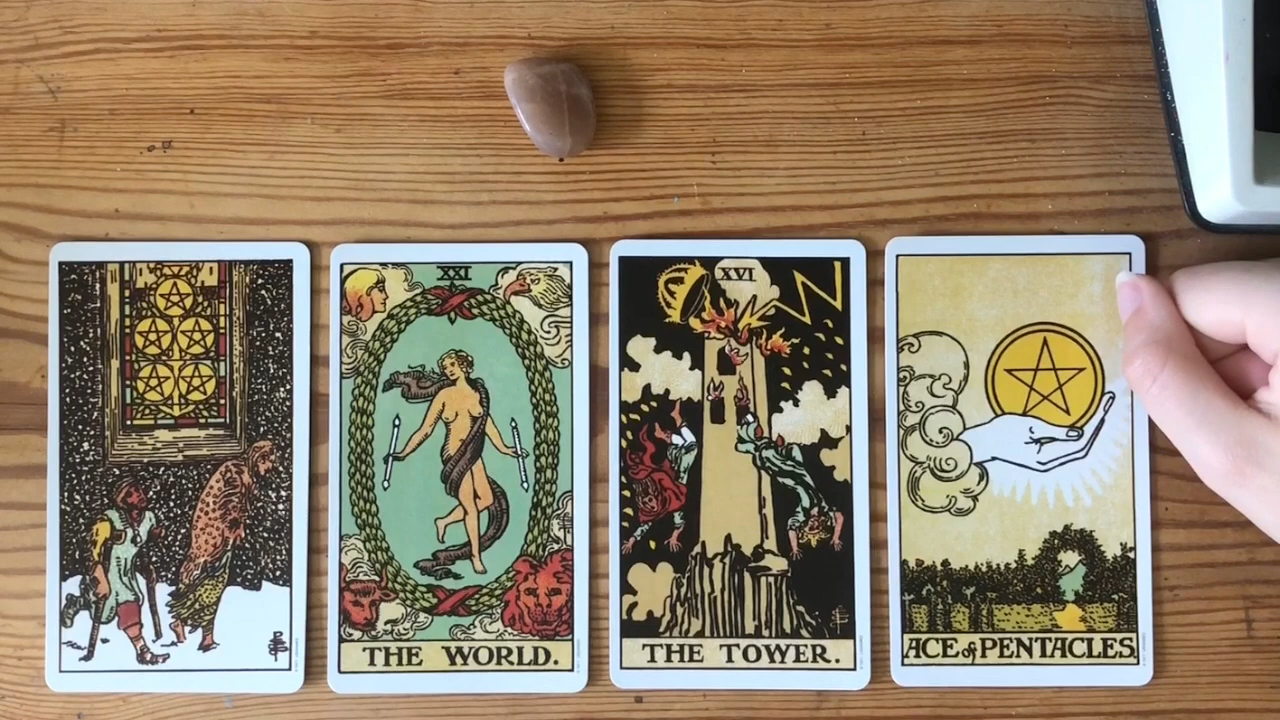 XXI
THE WORLD.
XVI
THE TOWER.
ACE of PENTACLES.